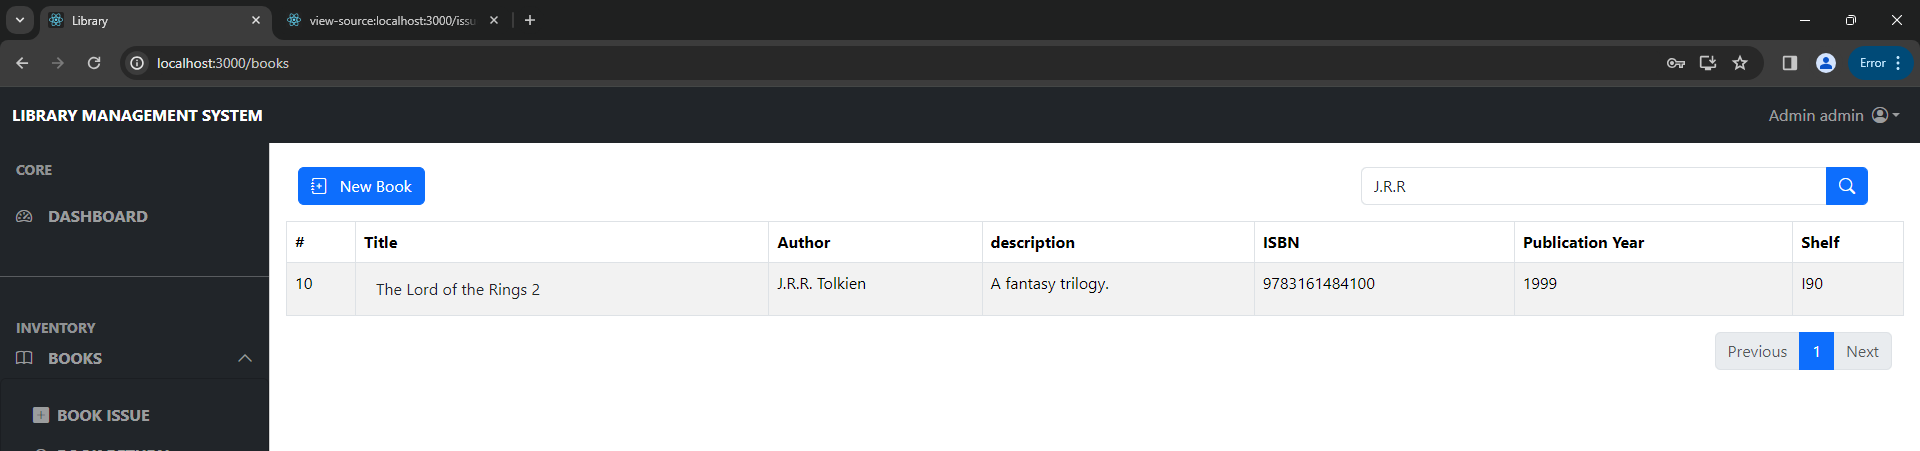 Library
view-source:localhost:3000/issu
localhost:3000/books
Error
LIBRARY MANAGEMENT SYSTEM
Admin admin
CORE
DASHBOARD
INVENTORY
BOOKS
BOOK ISSUE
New Book
J.R.R
# Title Author description ISBN Publication Year Shelf
10 The Lord of the Rings 2 J.R.R. Tolkien A fantasy trilogy. 9783161484100 1999 I90
Previous 1 Next